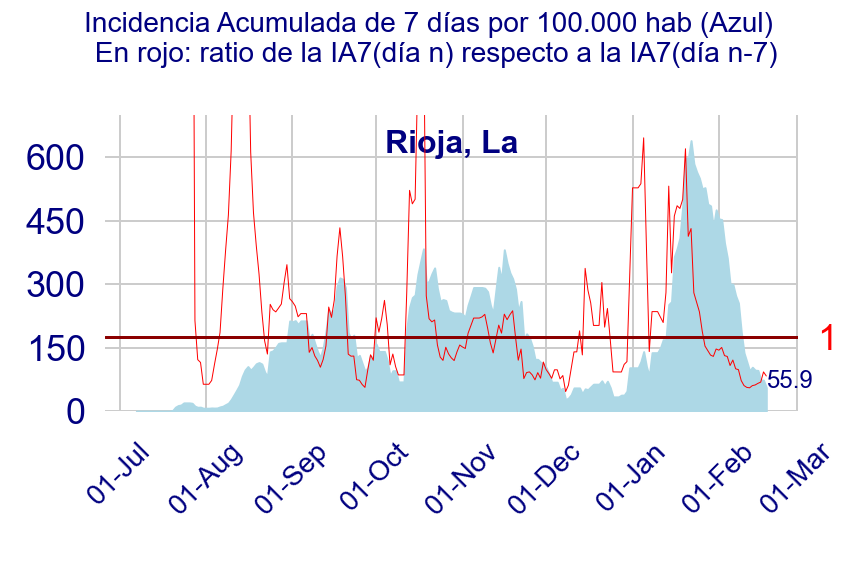 Incidencia Acumulada de 7 días por 100.000 hab (Azul)
En rojo: ratio de la IA7(día n) respecto a la IA7(día n-7)
Rioja, La
600
450
300
150
0
1
55.9
01-Jul
01-Aug
01-Sep
01-Oct
01-Nov
01-Dec
01-Jan
01-Feb
01-Mar